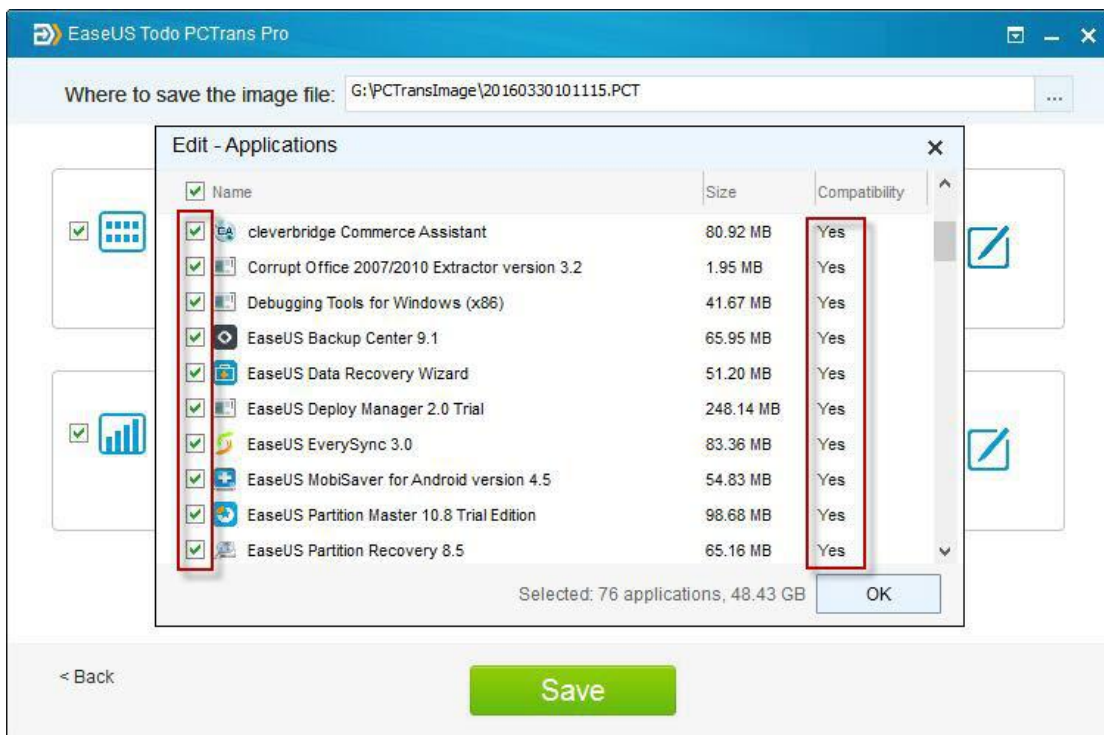 EaseUS Todo PCTrans Pro
Where to save the image file: G:\PCTransImage\20160330101115.PCT ...
Edit - Applications
Name Size Compatibility
cleverbridge Commerce Assistant 80.92 MB Yes
Corrupt Office 2007/2010 Extractor version 3.2 1.95 MB Yes
Debugging Tools for Windows (x86) 41.67 MB Yes
EaseUS Backup Center 9.1 65.95 MB Yes
EaseUS Data Recovery Wizard 51.20 MB Yes
EaseUS Deploy Manager 2.0 Trial 248.14 MB Yes
EaseUS EverySync 3.0 83.36 MB Yes
EaseUS MobiSaver for Android version 4.5 54.83 MB Yes
EaseUS Partition Master 10.8 Trial Edition 98.68 MB Yes
EaseUS Partition Recovery 8.5 65.16 MB Yes
Selected: 76 applications, 48.43 GB OK
< Back Save